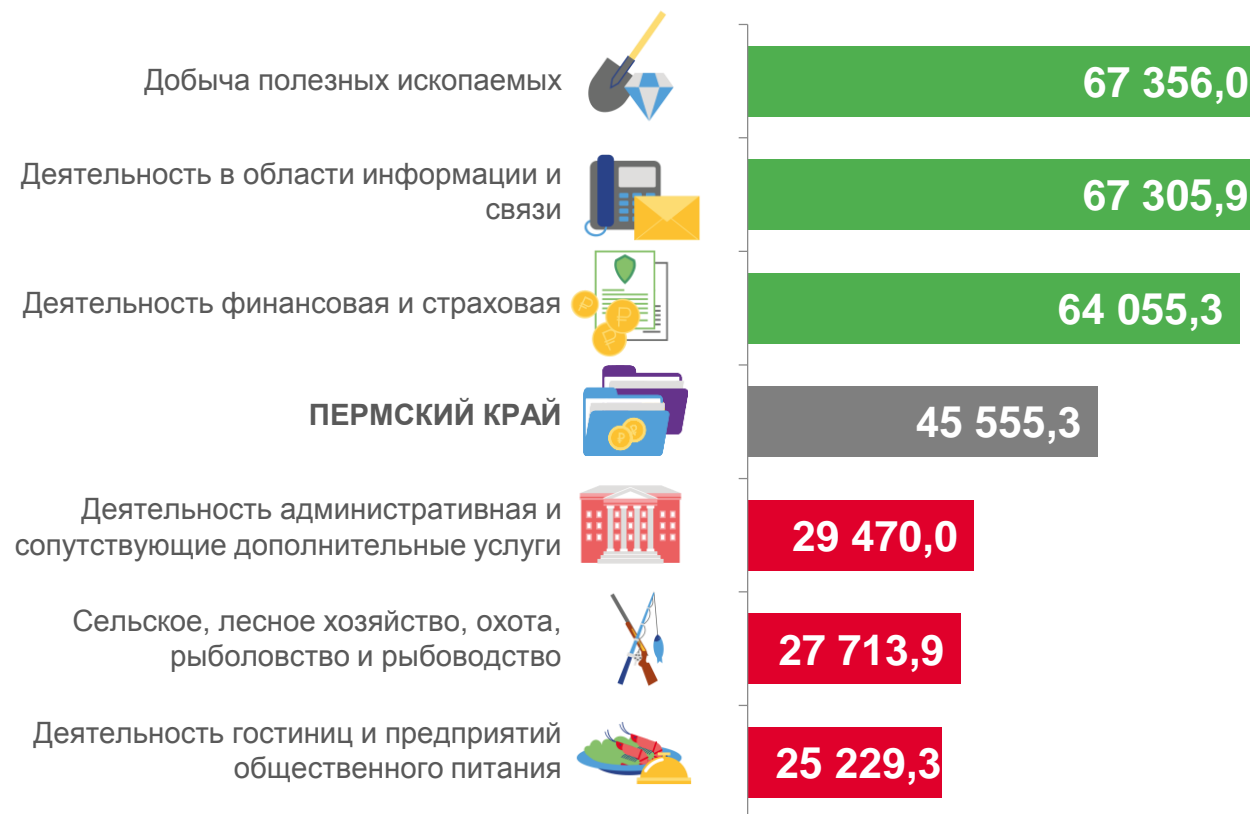 Добыча полезных ископаемых
67 356,0
Деятельность в области информации и
связи
67 305,9
Деятельность финансовая и страховая
64 055,3
ПЕРМСКИЙ КРАЙ
45 555,3
Деятельность административная и
сопутствующие дополнительные услуги
29 470,0
Сельское, лесное хозяйство, охота,
рыболовство и рыбоводство
27 713,9
Деятельность гостиниц и предприятий
общественного питания
25 229,3